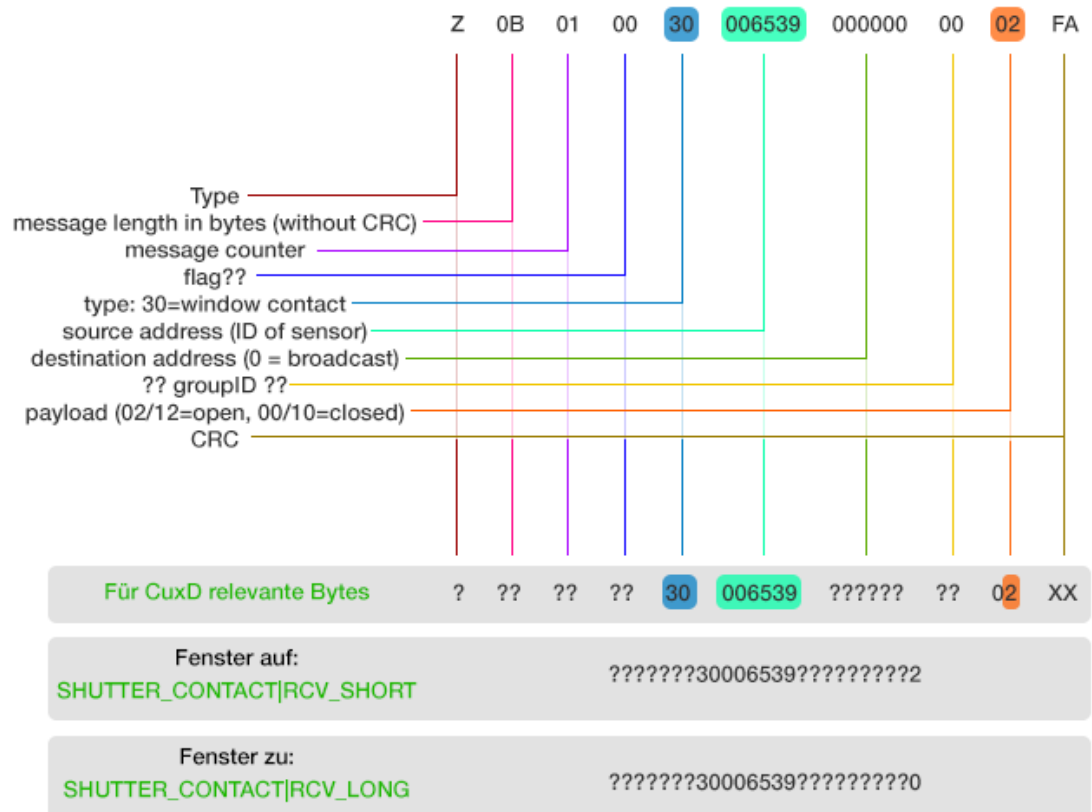 Z 0B 01 00 30 006539 000000 00 02 FA
Type
message length in bytes (without CRC)
message counter
flag??
type: 30=window contact
source address (ID of sensor)
destination address (0 = broadcast)
?? groupID ??
payload (02/12=open, 00/10=closed)
CRC
Für CuxD relevante Bytes ? ?? ?? ?? 30 006539 ?????? ?? 02 XX
Fenster auf:
SHUTTER_CONTACT|RCV_SHORT
???????30006539?????????2
Fenster zu:
SHUTTER_CONTACT|RCV_LONG
???????30006539?????????0